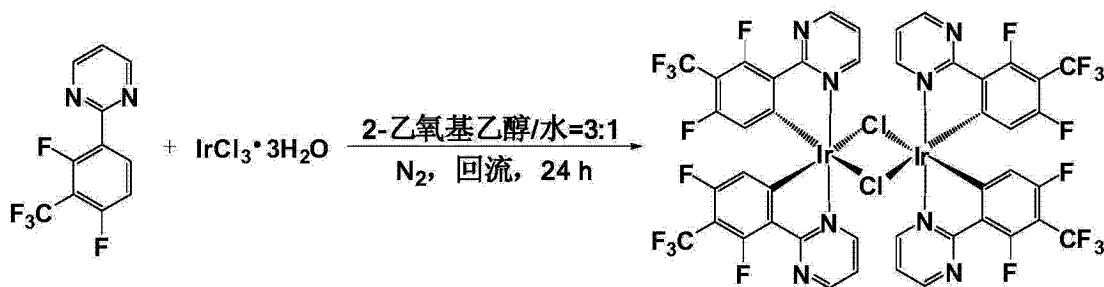 N N
F
F₃C
F
+ IrCl₃•3H₂O
2-乙氧基乙醇/水=3:1
N₂，回流，24 h
F N N F
F₃C N N CF₃
F Cl F
Ir Ir
F Cl F
F₃C N N CF₃
F N N F